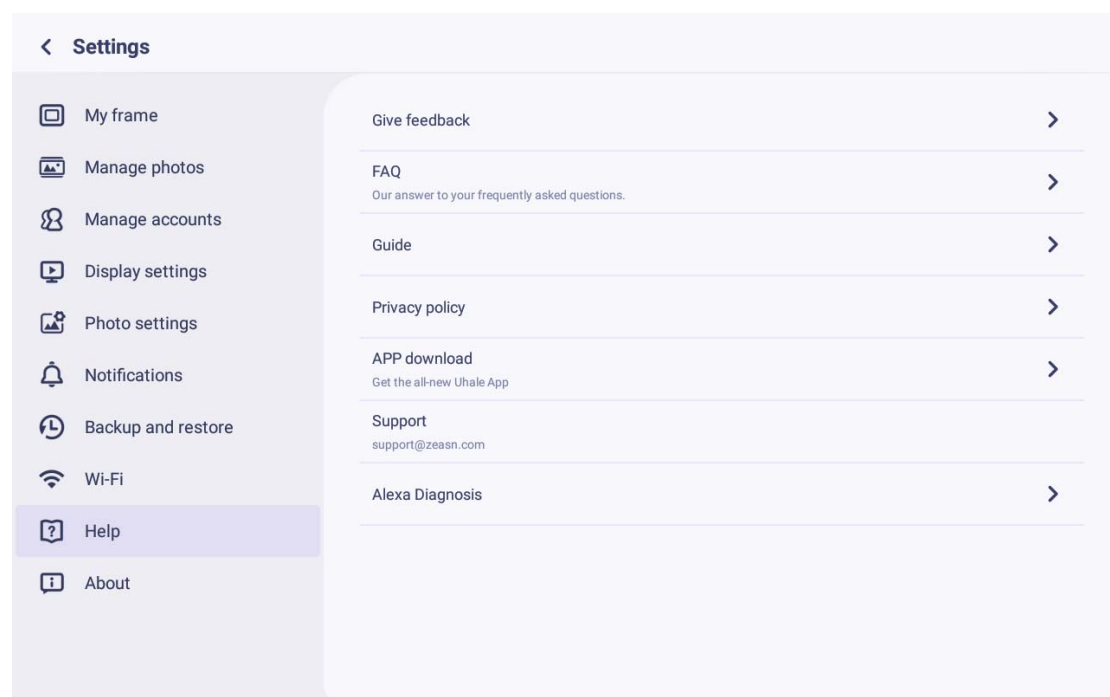 Settings
My frame
Manage photos
Manage accounts
Display settings
Photo settings
Notifications
Backup and restore
Wi-Fi
Help
About
Give feedback
FAQ
Our answer to your frequently asked questions.
Guide
Privacy policy
APP download
Get the all-new Uhale App
Support
support@zeasn.com
Alexa Diagnosis